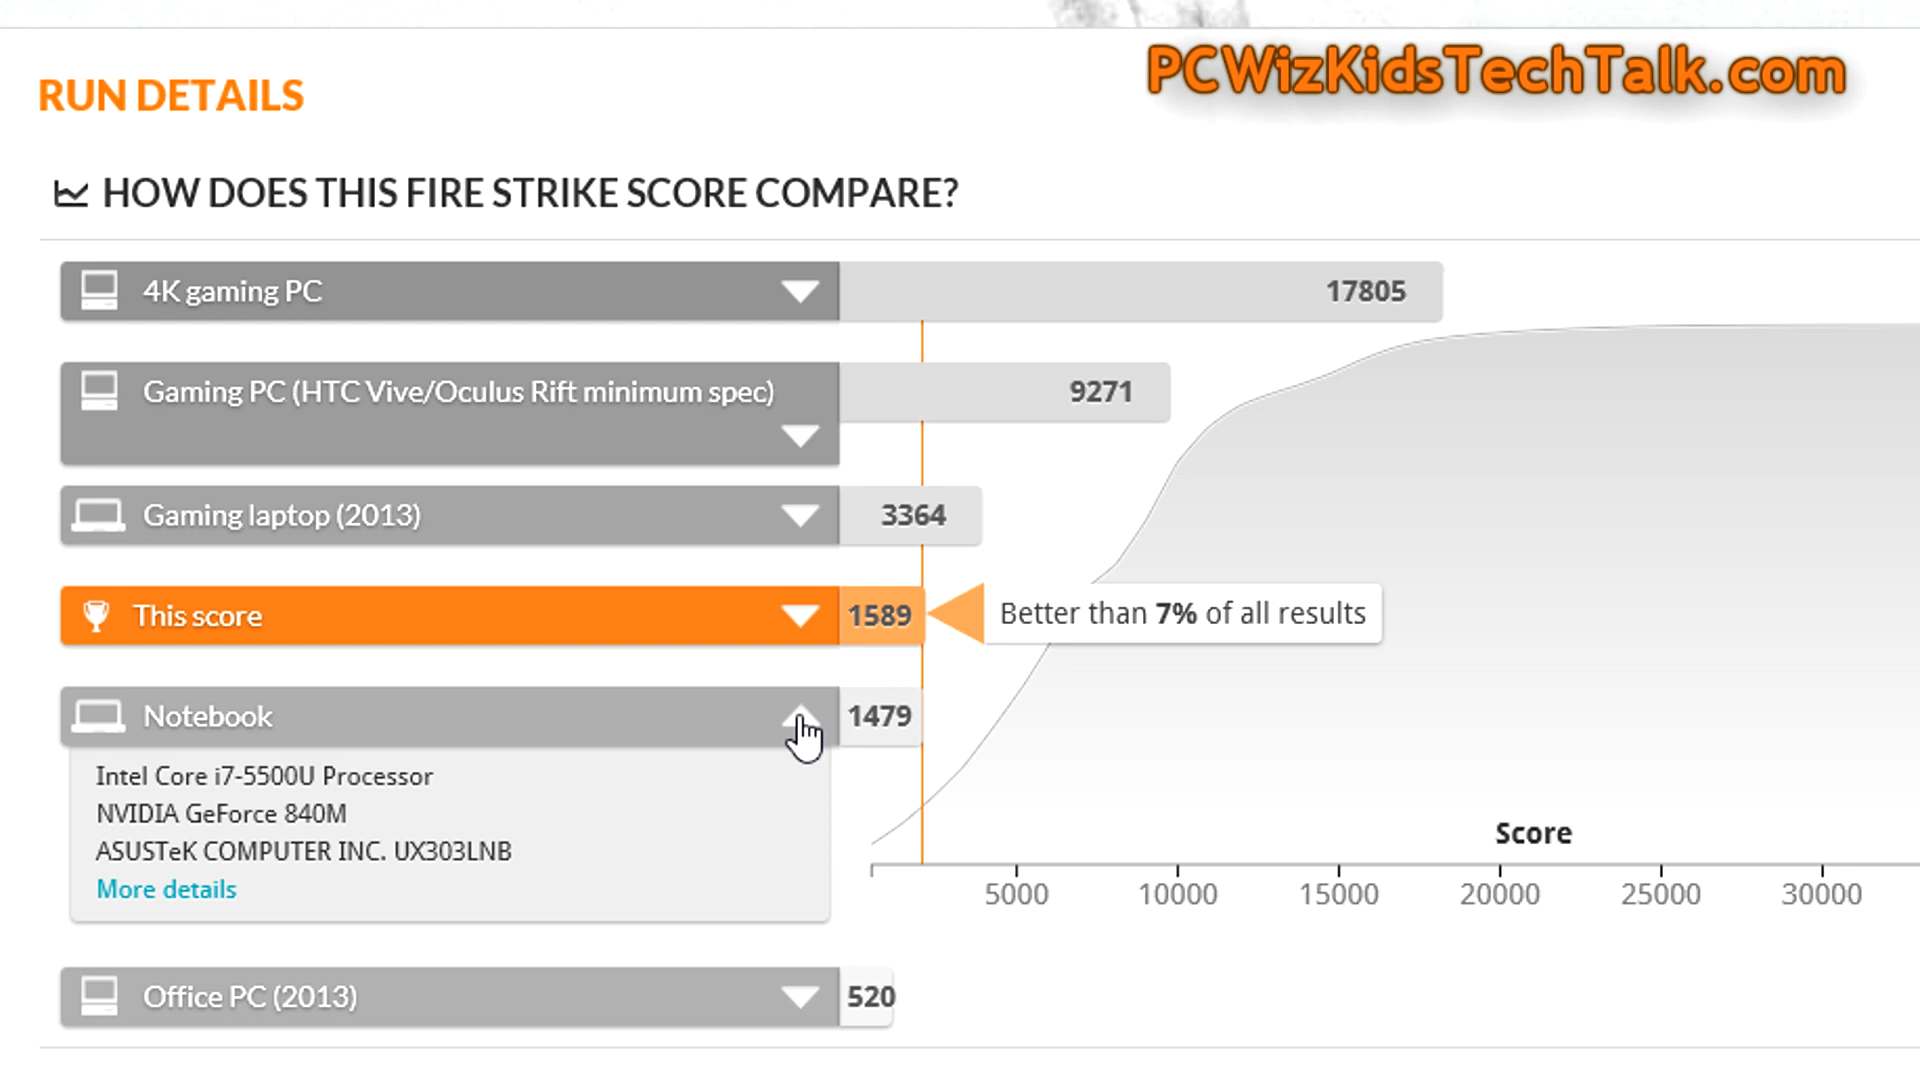 PCWizKidsTechTalk.com
RUN DETAILS
HOW DOES THIS FIRE STRIKE SCORE COMPARE?
4K gaming PC 17805
Gaming PC (HTC Vive/Oculus Rift minimum spec) 9271
Gaming laptop (2013) 3364
This score 1589 Better than 7% of all results
Notebook 1479
Intel Core i7-5500U Processor
NVIDIA GeForce 840M
ASUSTeK COMPUTER INC. UX303LNB
More details
Score
5000 10000 15000 20000 25000 30000
Office PC (2013) 520